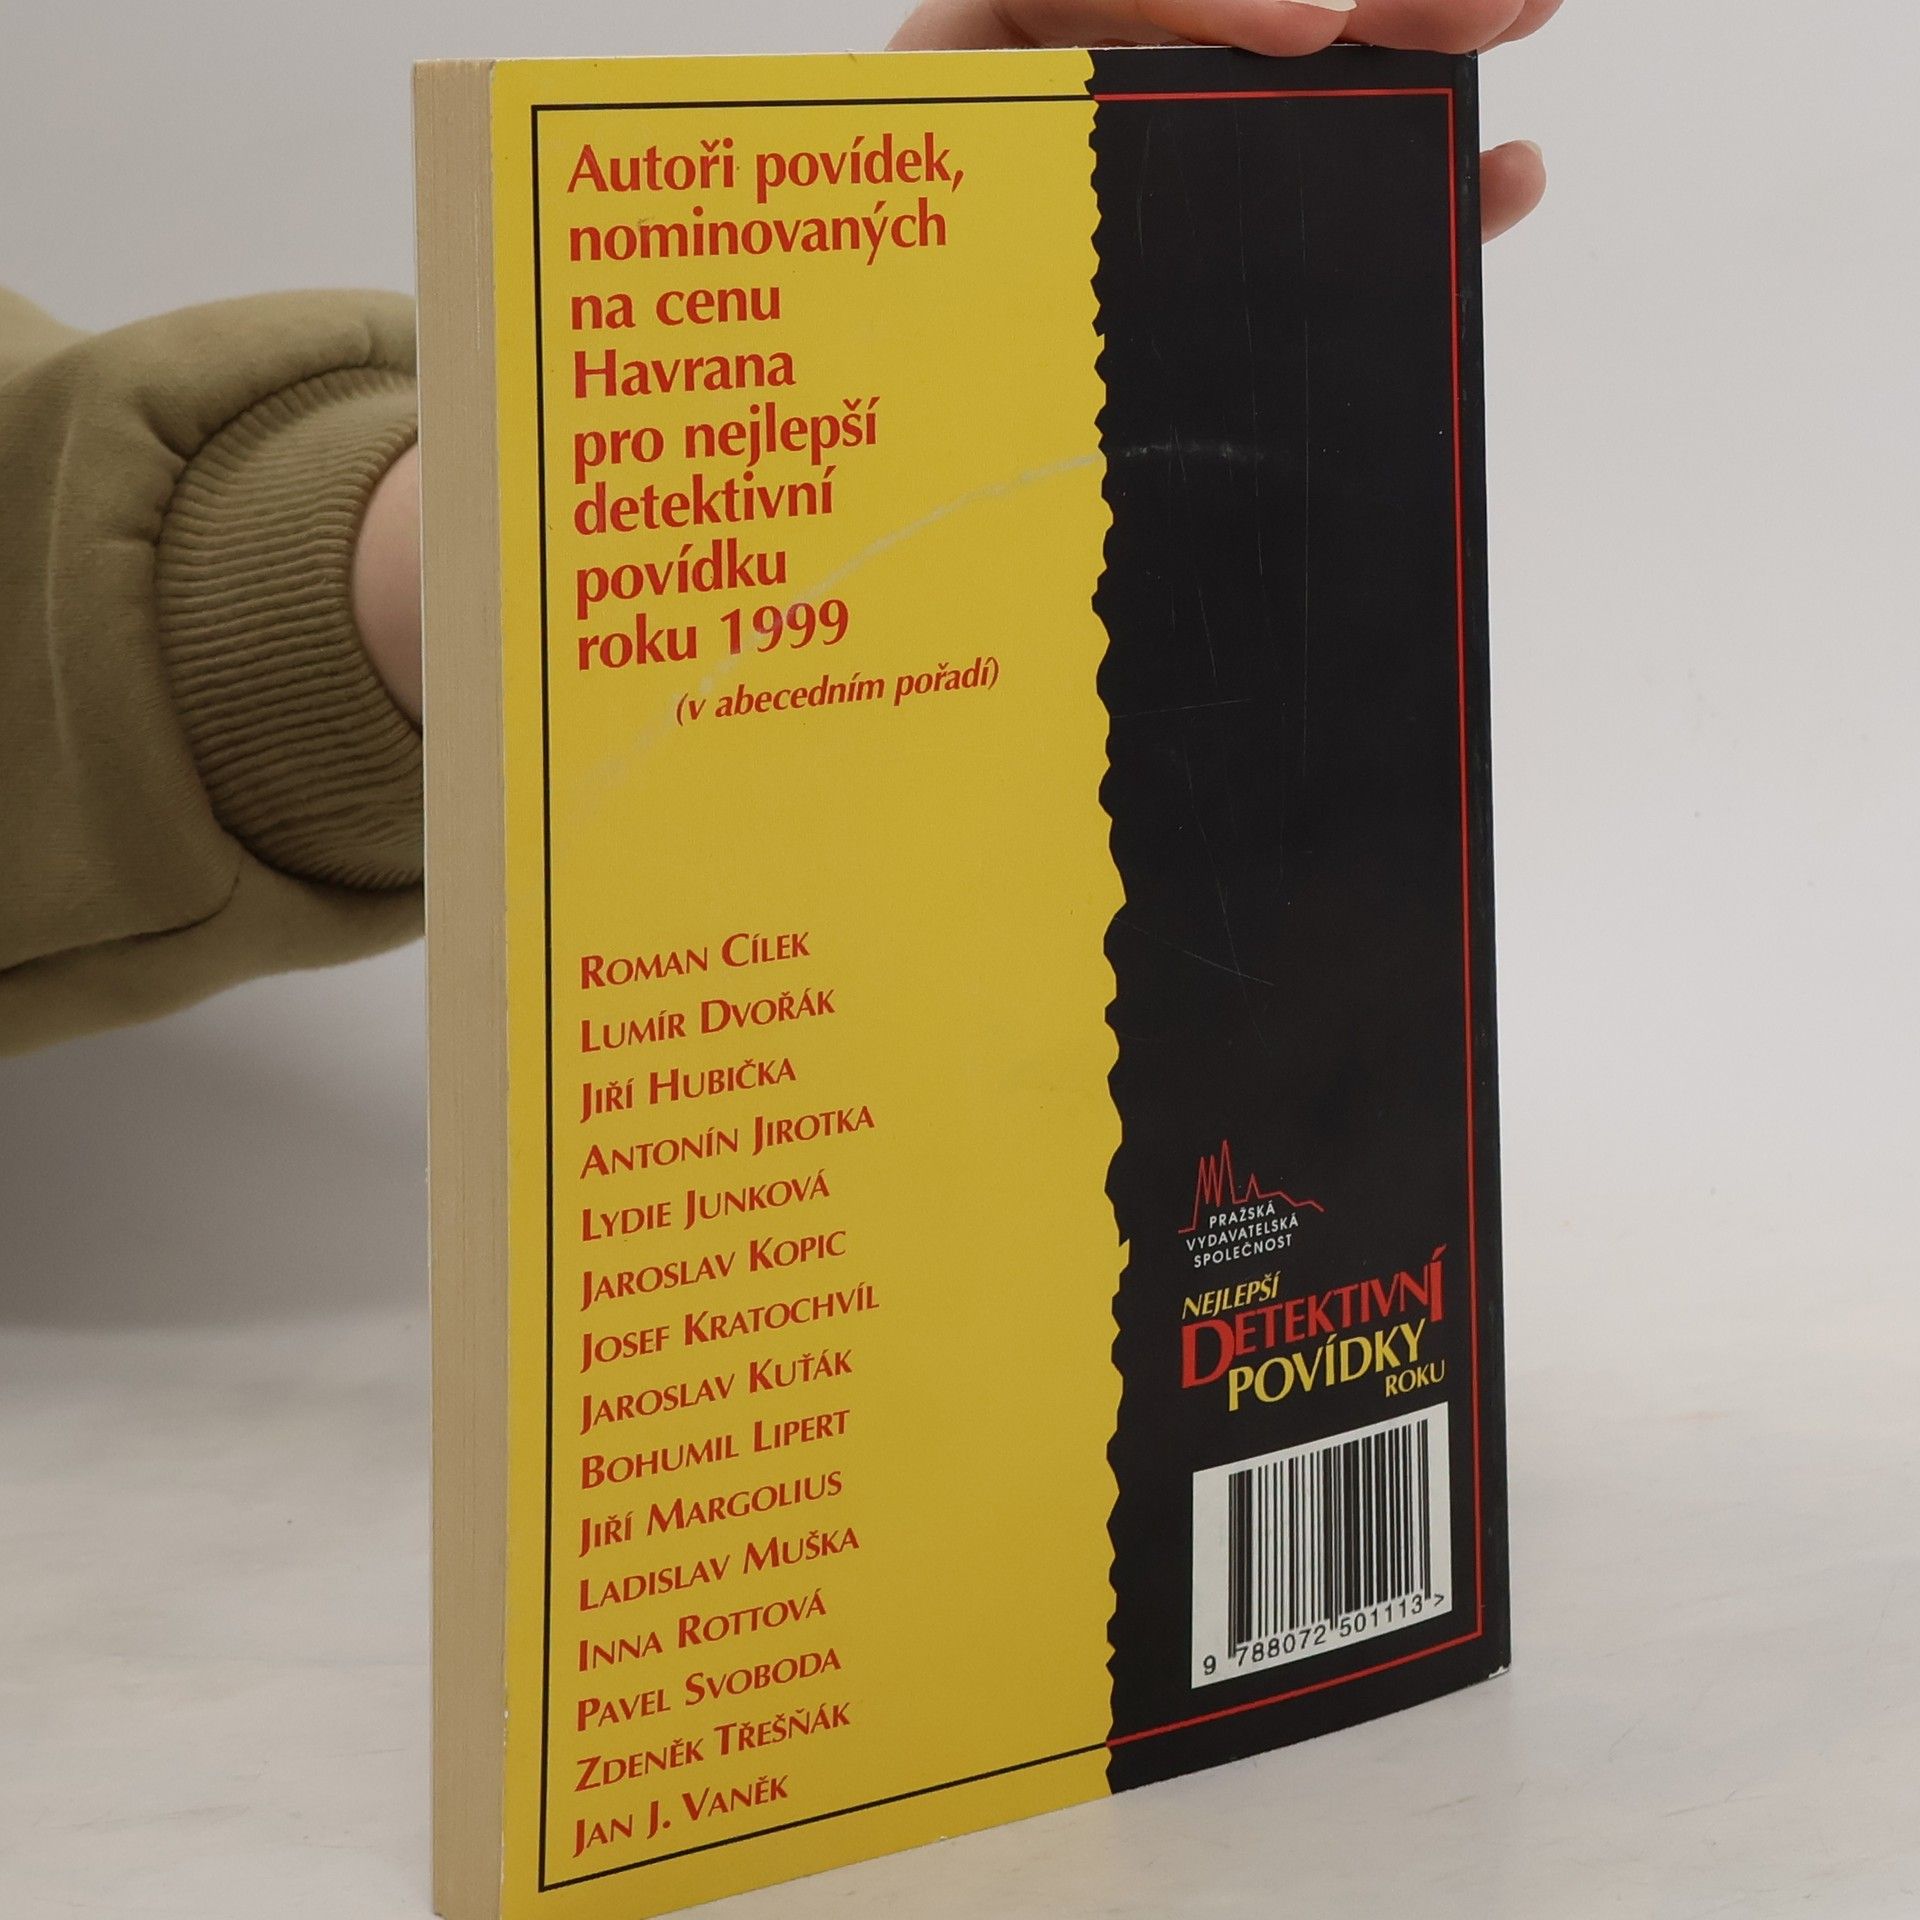 Autoři povídek,
nominovaných
na cenu
Havrana
pro nejlepší
detektivní
povídku
roku 1999
(v abecedním pořadí)
ROMAN CÍLEK
LUMÍR DVOŘÁK
JIŘÍ HUBIČKA
ANTONÍN JIROTKA
LYDIE JUNKOVÁ
JAROSLAV KOPIC
JOSEF KRATOCHVÍL
JAROSLAV KUŤÁK
BOHUMIL LIPERT
JIŘÍ MARGOLIUS
LADISLAV MUŠKA
INNA ROTTOVÁ
PAVEL SVOBODA
ZDENĚK TŘEŠŇÁK
JAN J. VANĚK
PRAŽSKÁ
VYDAVATELSKÁ
SPOLEČNOST
NEJLEPŠÍ
DETEKTIVNÍ
POVÍDKY
ROKU
9 788072 501113 >